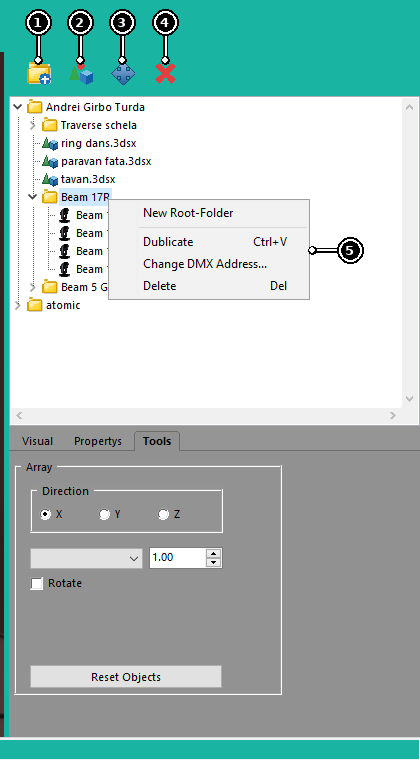 1 2 3 4
Andrei Girbo Turda
Traverse schela
ring dans.3dsx
paravan fata.3dsx
tavan.3dsx
Beam 17R
New Root-Folder
Beam
Dublicate Ctrl+V
Beam
5
Beam
Change DMX Address...
Beam
Delete Del
Beam 5 G
atomic
Visual Propertys Tools
Array
Direction
X Y Z
1.00
Rotate
Reset Objects